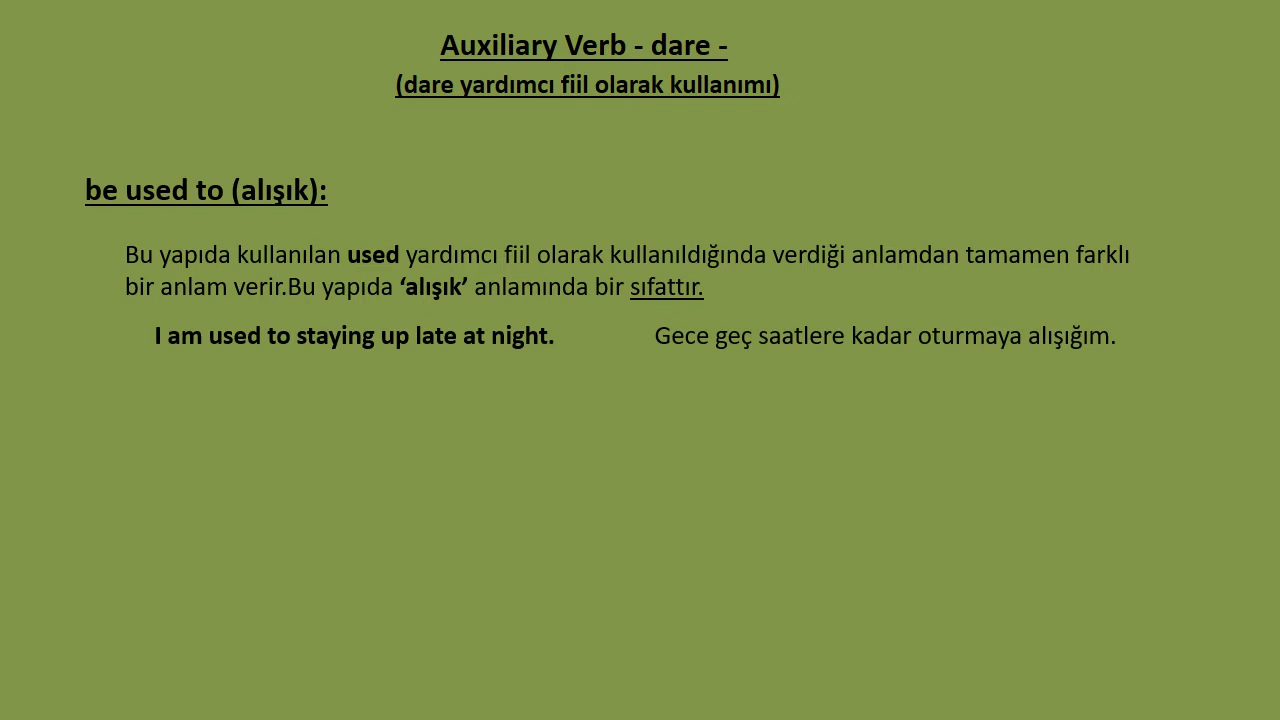 Auxiliary Verb - dare -
(dare yardımcı fiil olarak kullanımı)
be used to (alışık):
Bu yapıda kullanılan used yardımcı fiil olarak kullanıldığında verdiği anlamdan tamamen farklı
bir anlam verir.Bu yapıda ‘alışık’ anlamında bir sıfattır.
I am used to staying up late at night. Gece geç saatlere kadar oturmaya alışığım.